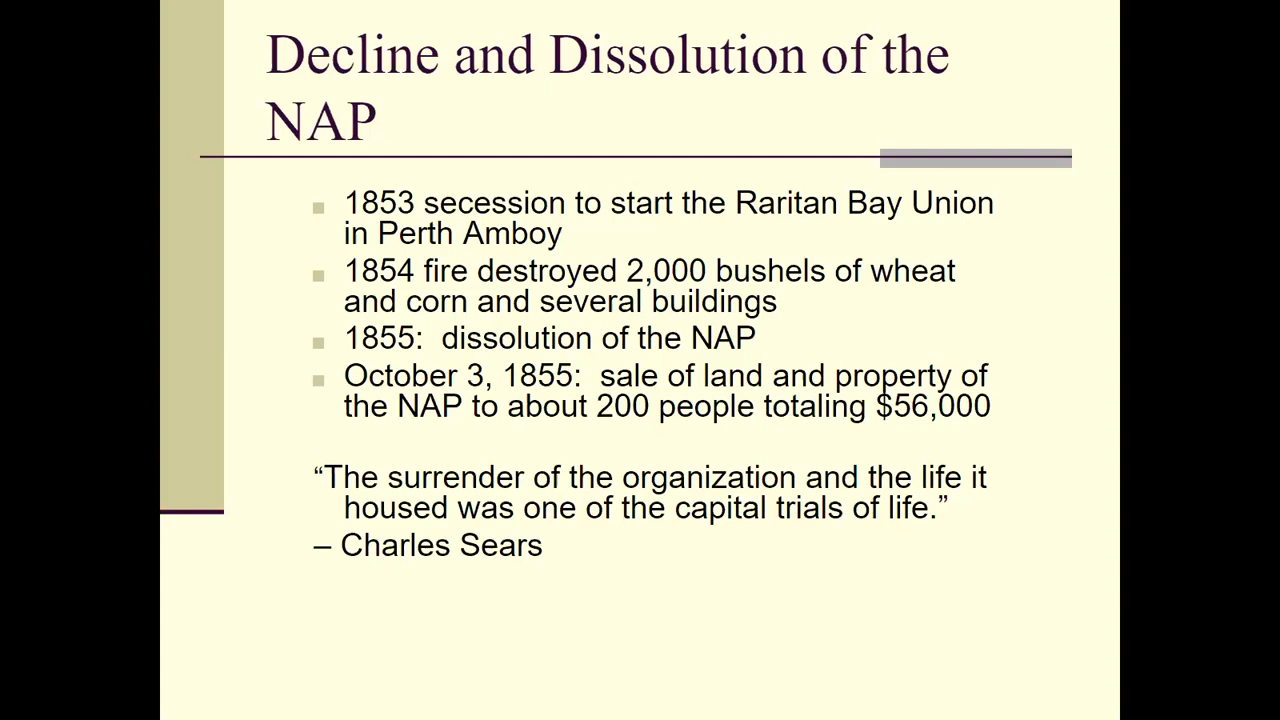 Decline and Dissolution of the
NAP
1853 secession to start the Raritan Bay Union
in Perth Amboy
1854 fire destroyed 2,000 bushels of wheat
and corn and several buildings
1855:  dissolution of the NAP
October 3, 1855:  sale of land and property of
the NAP to about 200 people totaling $56,000
“The surrender of the organization and the life it
housed was one of the capital trials of life.”
– Charles Sears